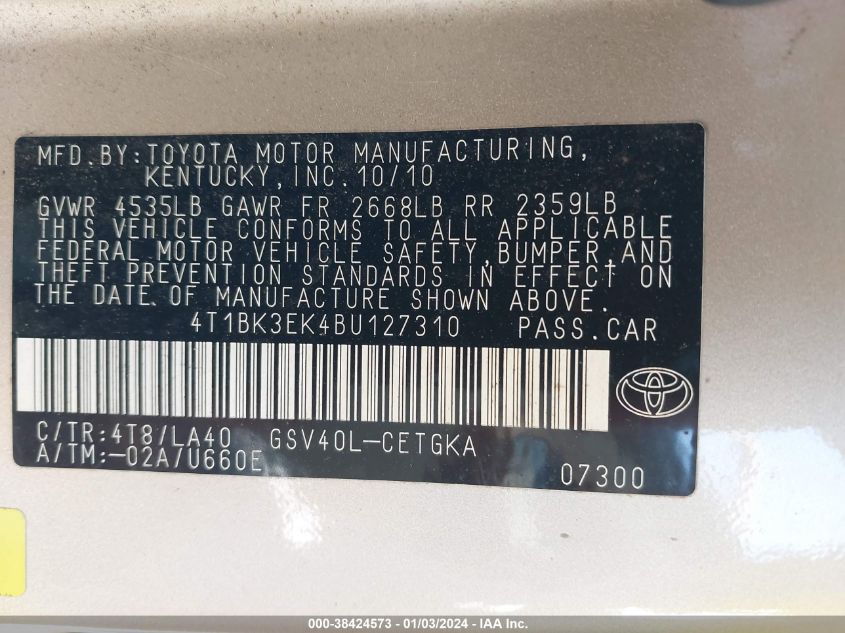 MFD.BY:TOYOTA MOTOR MANUFACTURING,
KENTUCKY,INC.10/10
GVWR 4535LB GAWR FR 2668LB RR 2359LB
THIS VEHICLE CONFORMS TO ALL APPLICABLE
FEDERAL MOTOR VEHICLE SAFETY,BUMPER,AND
THEFT PREVENTION STANDARDS IN EFFECT ON
THE DATE OF MANUFACTURE SHOWN ABOVE.
4T1BK3EK4BU127310 PASS.CAR
C/TR:4T8/LA40 GSV40L-CETGKA
A/TM:-02A/U660E
07300
000-38424573 - 01/03/2024 - IAA Inc.